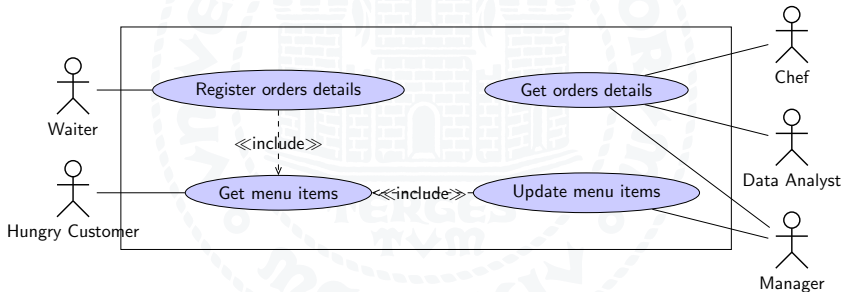 Chef
Register orders details
Get orders details
Waiter
≪include≫
Data Analyst
Get menu items
≪include≫
Update menu items
Hungry Customer
Manager
TERGES